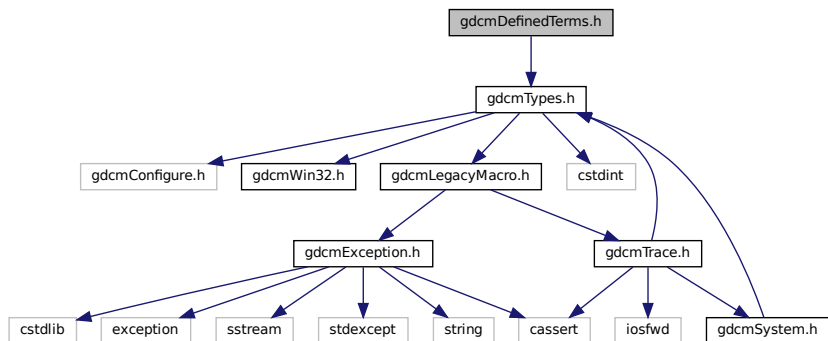 gdcmDefinedTerms.h
gdcmTypes.h
gdcmConfigure.h
gdcmWin32.h
gdcmLegacyMacro.h
cstdint
gdcmException.h
gdcmTrace.h
cstdlib
exception
sstream
stdexcept
string
cassert
iosfwd
gdcmSystem.h